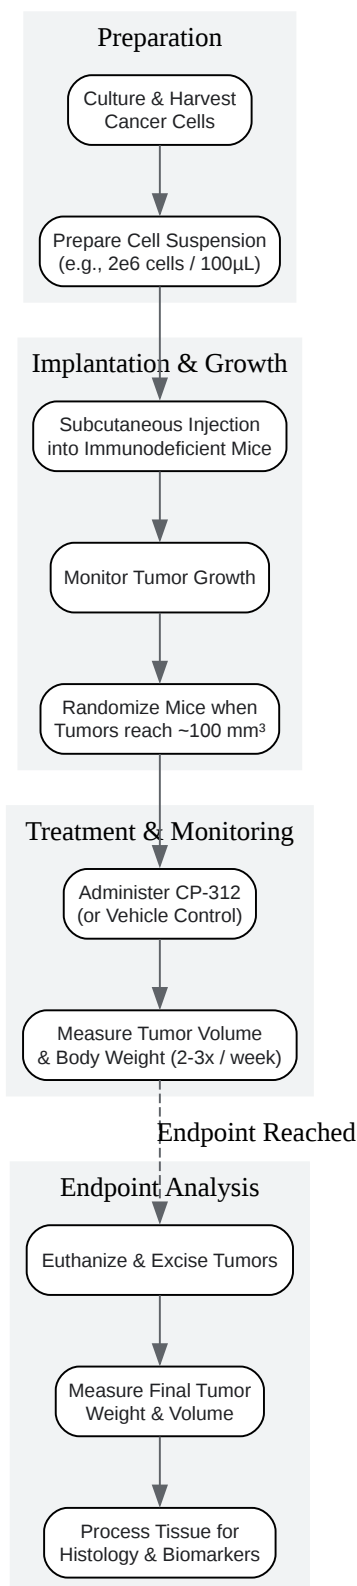 Preparation
Culture & Harvest
Cancer Cells
Prepare Cell Suspension
(e.g., 2e6 cells / 100µL)
Implantation & Growth
Subcutaneous Injection
into Immunodeficient Mice
Monitor Tumor Growth
Randomize Mice when
Tumors reach ~100 mm³
Treatment & Monitoring
Administer CP-312
(or Vehicle Control)
Measure Tumor Volume
& Body Weight (2-3x / week)
Endpoint Reached
Endpoint Analysis
Euthanize & Excise Tumors
Measure Final Tumor
Weight & Volume
Process Tissue for
Histology & Biomarkers